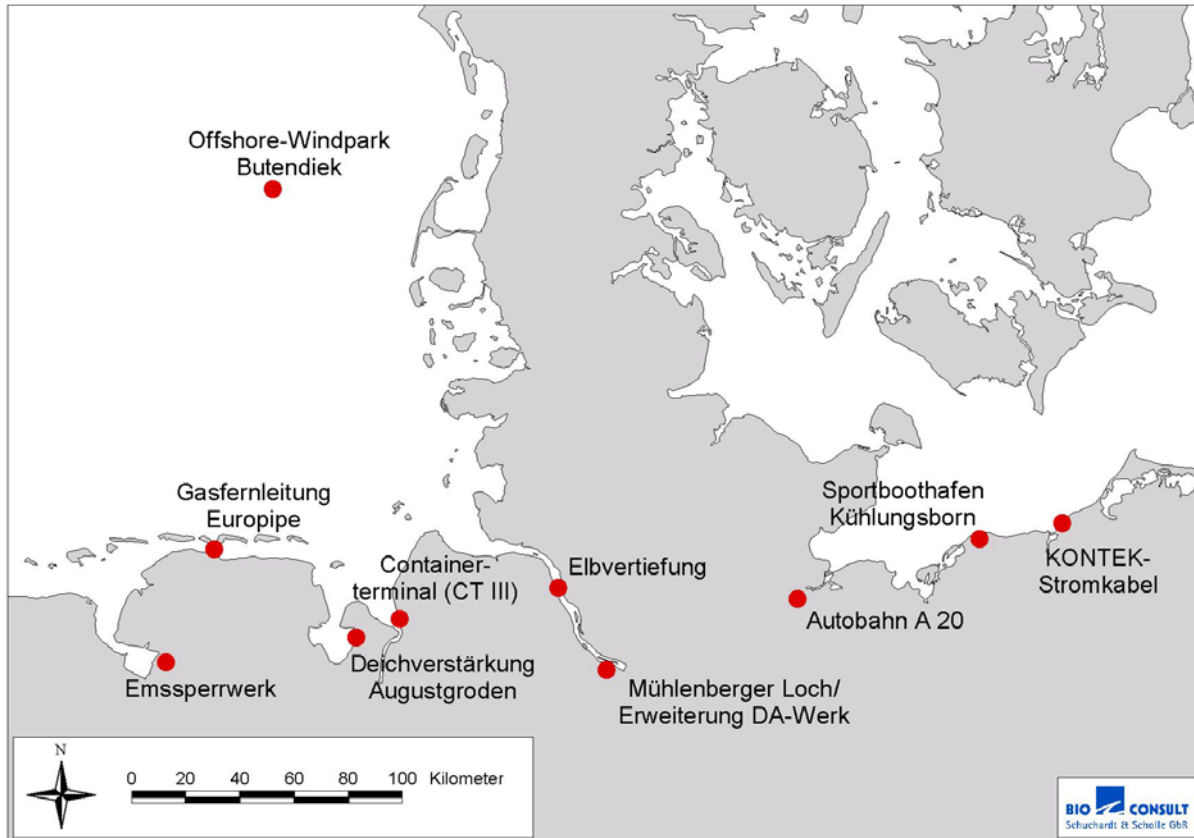 Offshore-Windpark
Butendiek
Gasfernleitung
Europipe
Container-
terminal (CT III)
Elbvertiefung
Sportboothafen
Kühlungsborn
KONTEK-
Stromkabel
Autobahn A 20
Emssperrwerk
Deichverstärkung
Augustgroden
Mühlenberger Loch/
Erweiterung DA-Werk
N
0 20 40 60 80 100 Kilometer
BIO CONSULT
Schuchardt & Scholle GbR